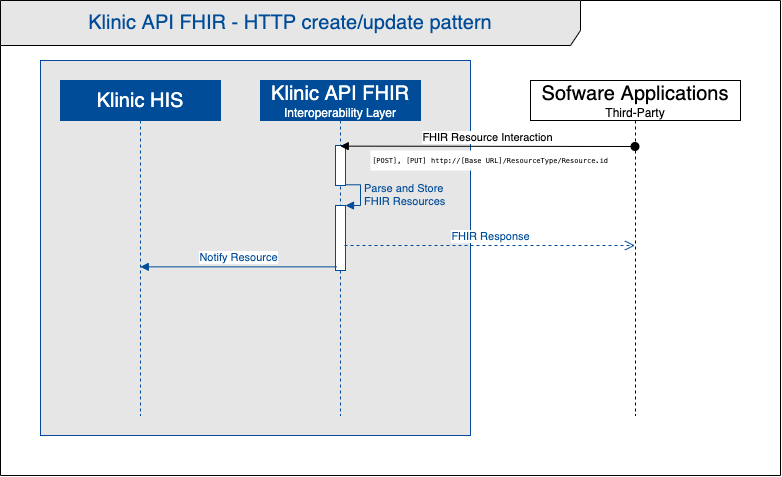 Klinic API FHIR - HTTP create/update pattern
Klinic HIS
Klinic API FHIR
Interoperability Layer
Sofware Applications
Third-Party
FHIR Resource Interaction
[POST], [PUT] http://[Base URL]/ResourceType/Resource.id
Parse and Store
FHIR Resources
FHIR Response
Notify Resource